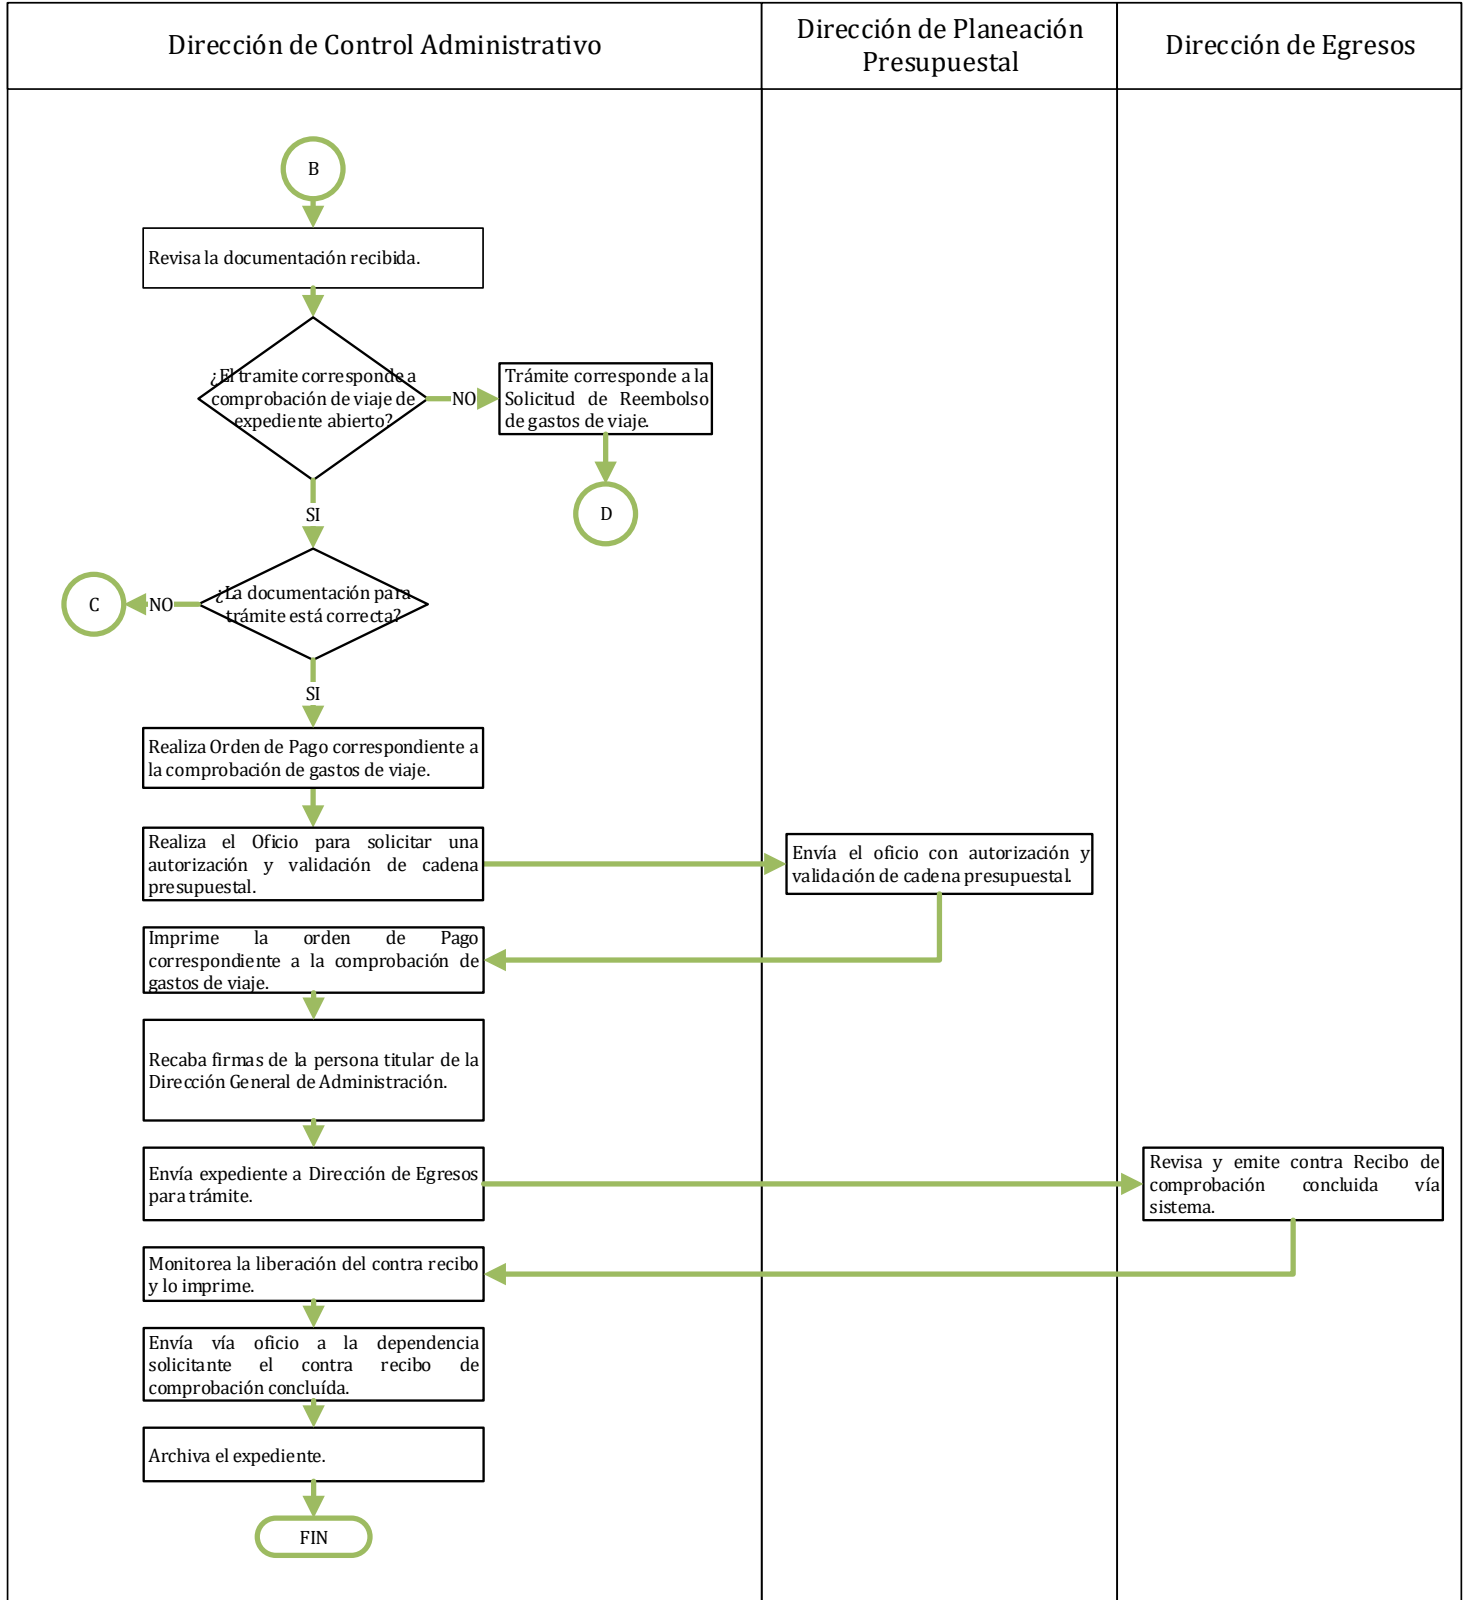 Dirección de Control Administrativo
Dirección de Planeación
Presupuestal
Dirección de Egresos
B
Revisa la documentación recibida.
¿El tramite corresponde a
comprobación de viaje de
expediente abierto?
NO
Trámite corresponde a la
Solicitud de Reembolso
de gastos de viaje.
D
SI
¿La documentación para
trámite está correcta?
NO
C
SI
Realiza Orden de Pago correspondiente a
la comprobación de gastos de viaje.
Realiza el Oficio para solicitar una
autorización y validación de cadena
presupuestal.
Envía el oficio con autorización y
validación de cadena presupuestal.
Imprime la orden de Pago
correspondiente a la comprobación de
gastos de viaje.
Recaba firmas de la persona titular de la
Dirección General de Administración.
Envía expediente a Dirección de Egresos
para trámite.
Revisa y emite contra Recibo de
comprobación concluida vía
sistema.
Monitorea la liberación del contra recibo
y lo imprime.
Envía vía oficio a la dependencia
solicitante el contra recibo de
comprobación concluída.
Archiva el expediente.
FIN